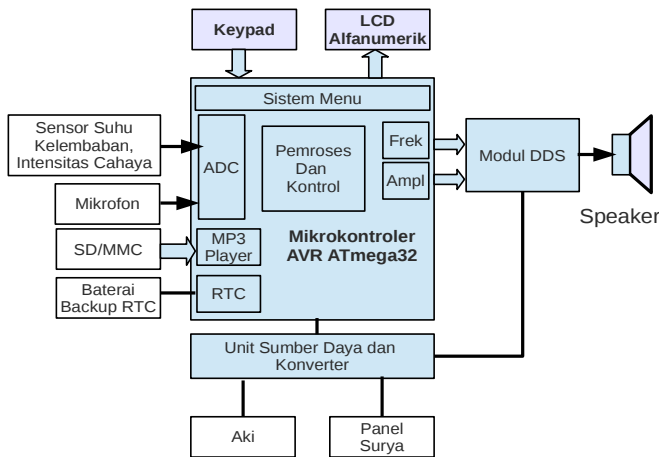 Keypad
LCD
Alfanumerik
Sistem Menu
Sensor Suhu
Kelembaban,
Intensitas Cahaya
ADC
Pemroses
Dan
Kontrol
Frek
Ampl
Modul DDS
Speaker
Mikrofon
SD/MMC
MP3
Player
Mikrokontroler
AVR ATmega32
Baterai
Backup RTC
RTC
Unit Sumber Daya dan
Konverter
Aki
Panel
Surya